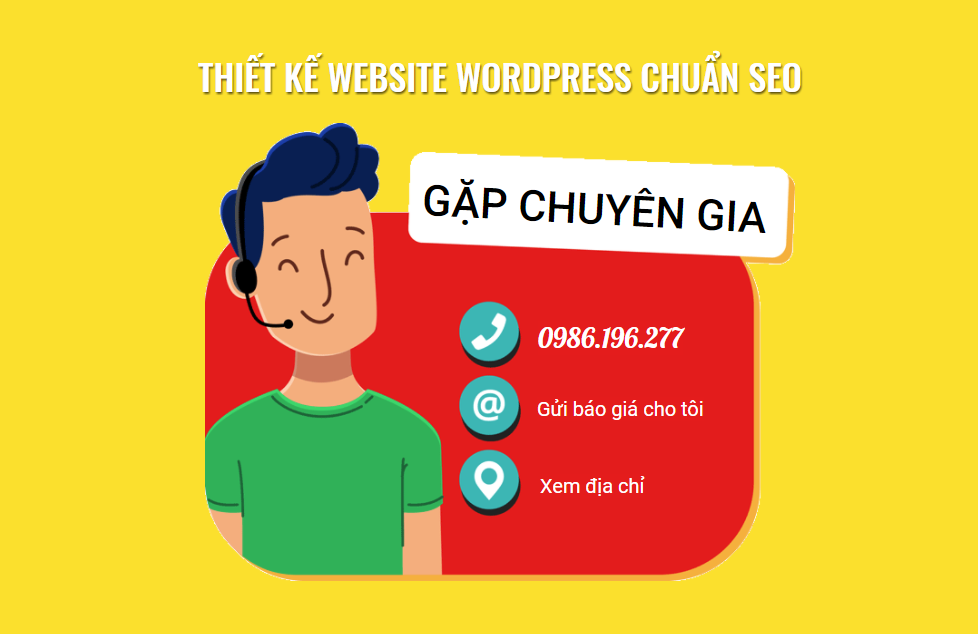 THIẾT KẾ WEBSITE WORDPRESS CHUẨN SEO
GẶP CHUYÊN GIA
0986.196.277
@
Gửi báo giá cho tôi
Xem địa chỉ